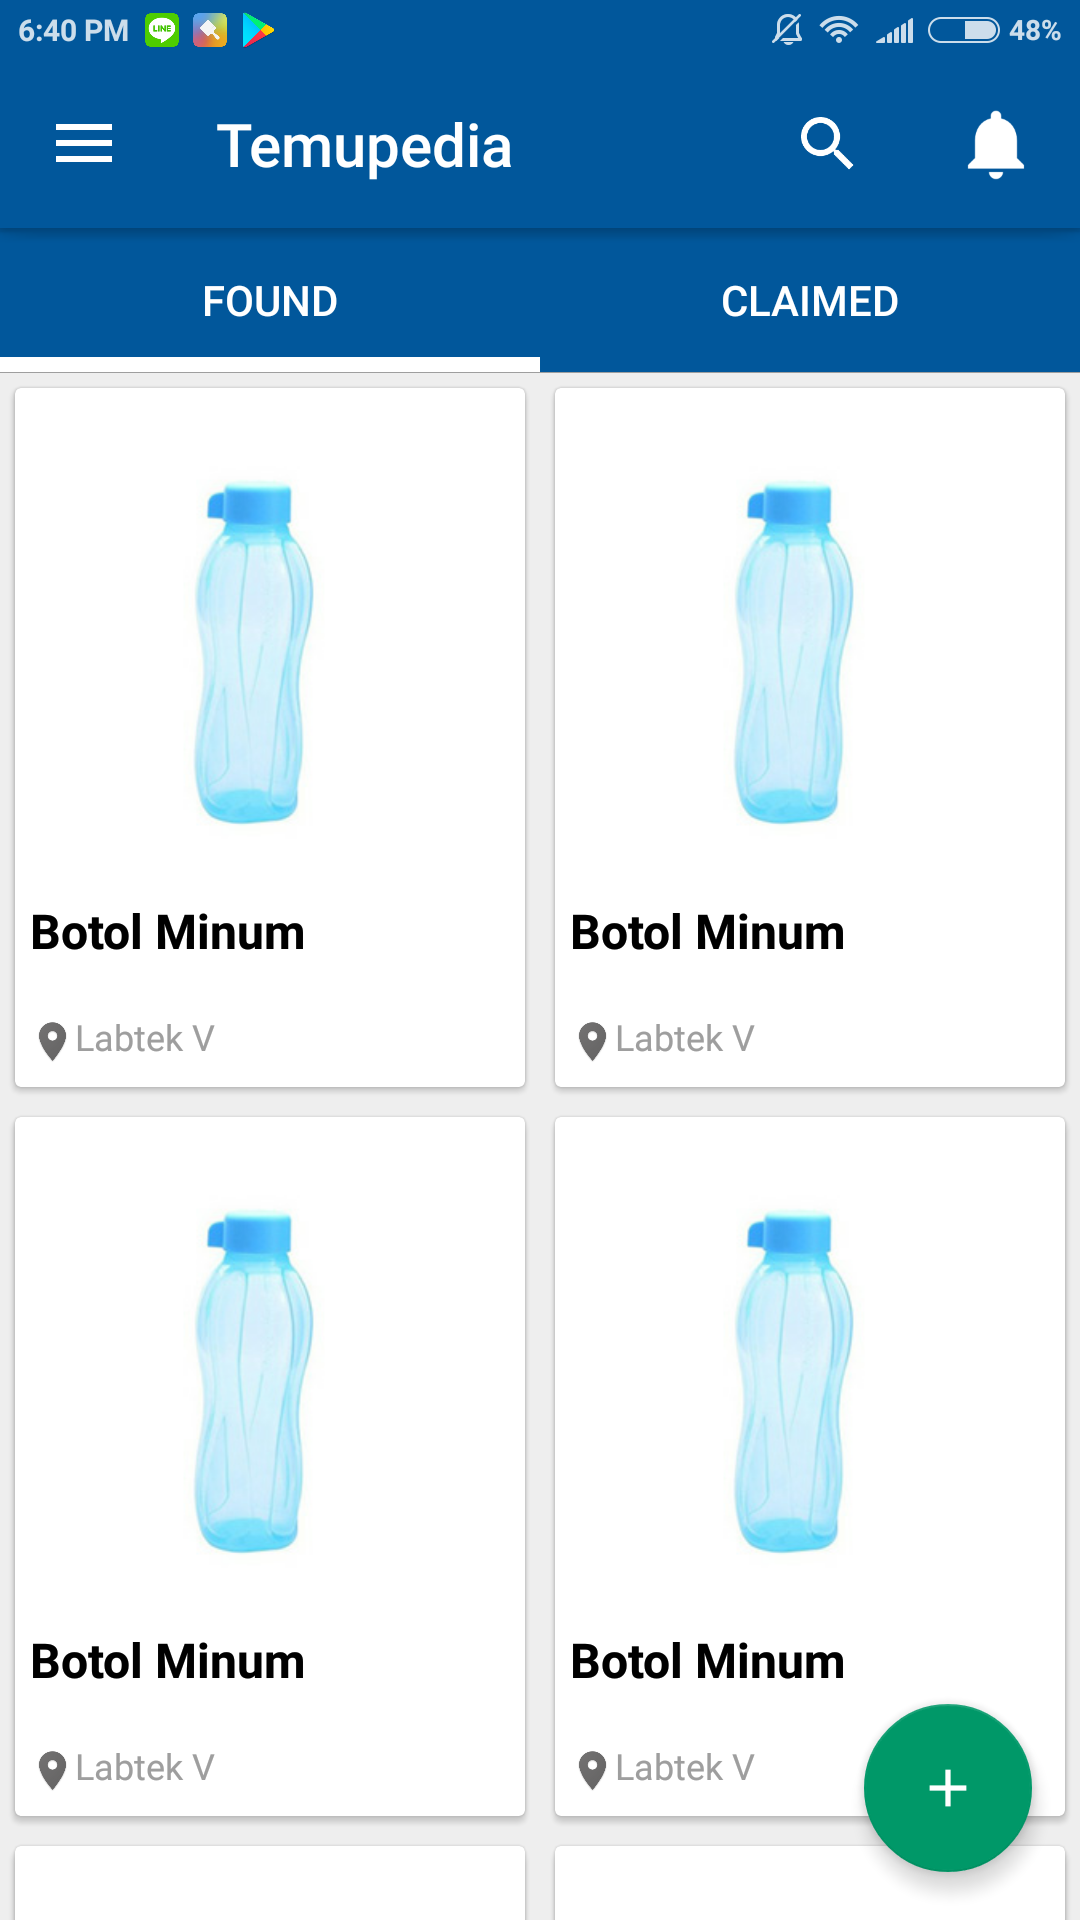 6:40 PM LINE 48%
Temupedia
FOUND CLAIMED
Botol Minum Botol Minum
Labtek V Labtek V
Botol Minum Botol Minum
Labtek V Labtek V